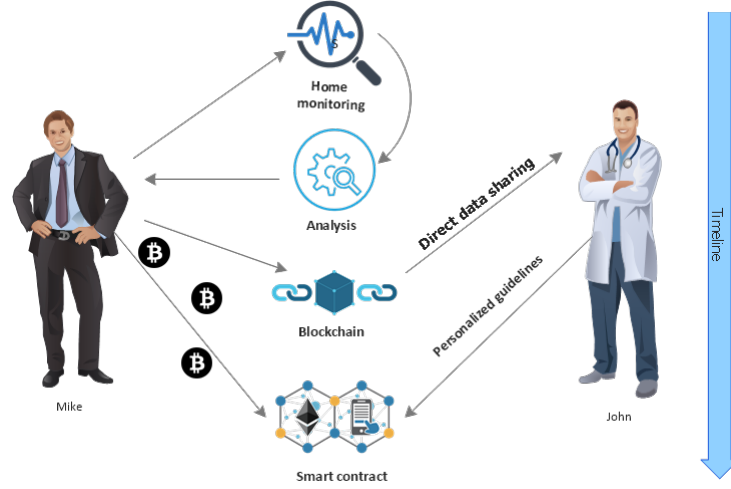 Home
monitoring
Analysis
Direct data sharing
Timeline
Personalized guidelines
Blockchain
Mike
John
Smart contract